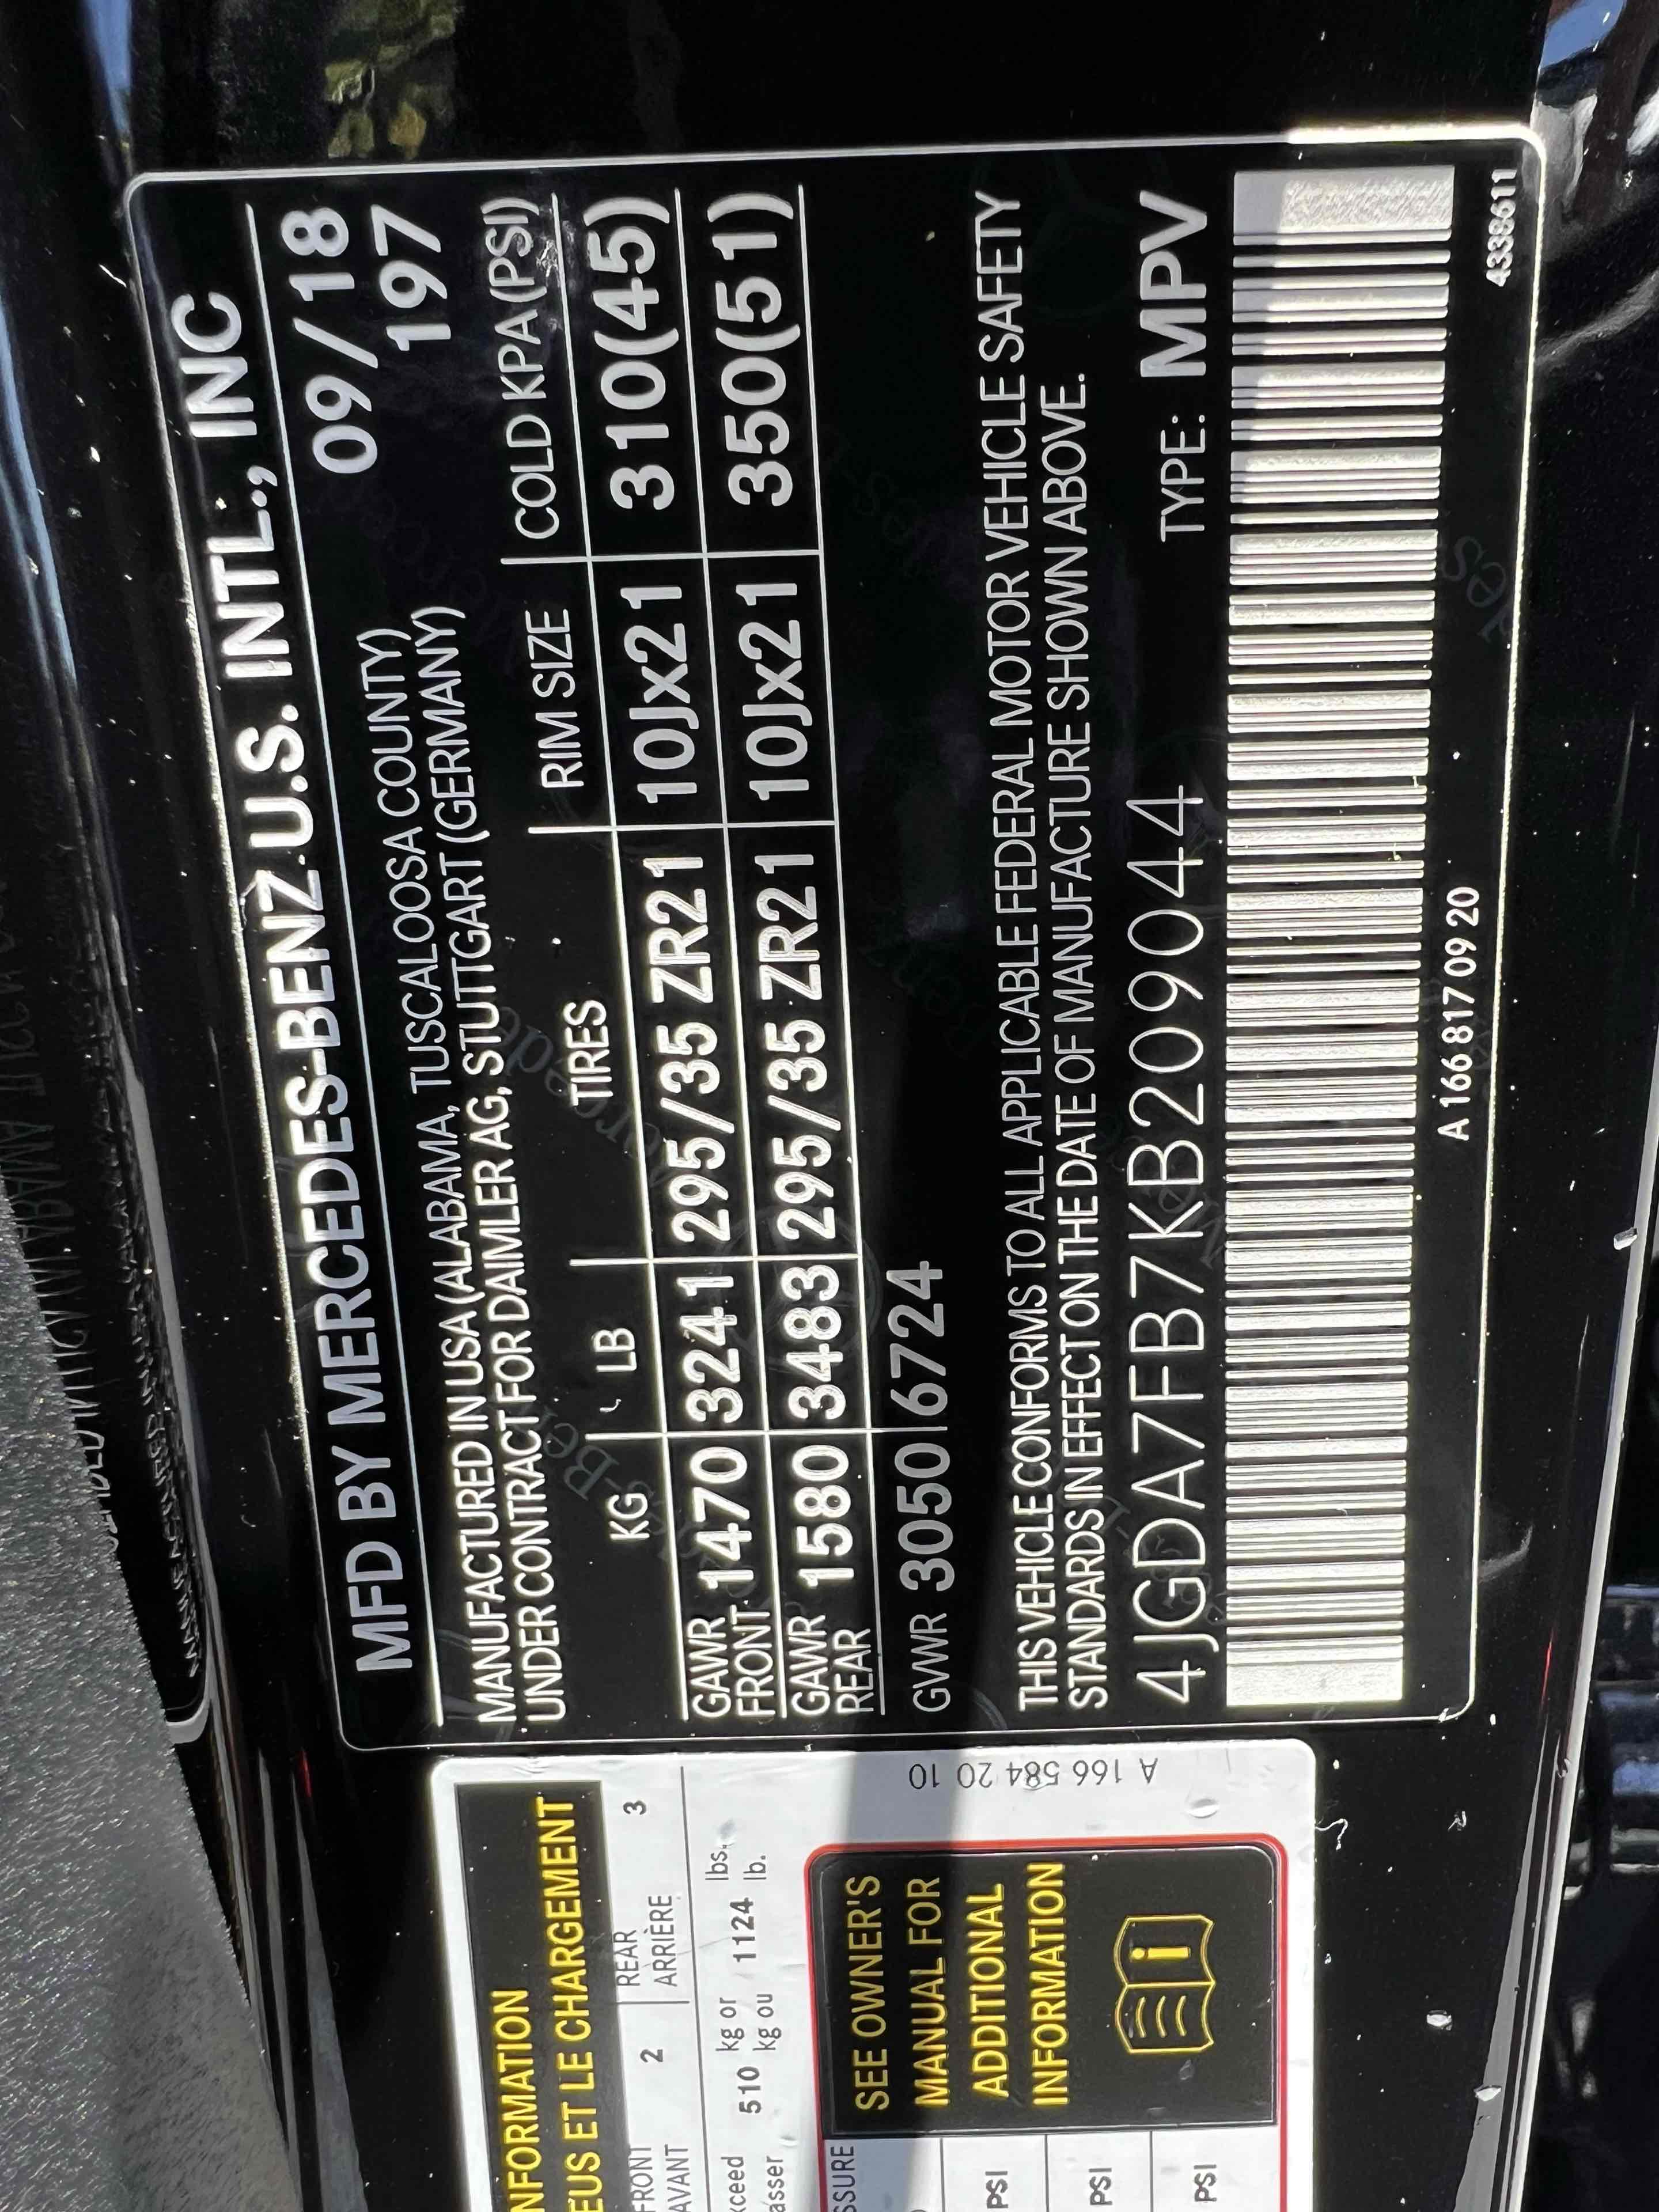 MFD BY MERCEDES-BENZ U.S. INTL., INC
09/18
197
MANUFACTURED IN USA (ALABAMA, TUSCALOOSA COUNTY)
UNDER CONTRACT FOR DAIMLER AG, STUTTGART (GERMANY)
KG LB TIRES RIM SIZE COLD KPA (PSI)
GAWR FRONT 1470 3241 295/35 ZR21 10Jx21 310(45)
GAWR REAR 1580 3483 295/35 ZR21 10Jx21 350(51)
GVWR 3050 6724
THIS VEHICLE CONFORMS TO ALL APPLICABLE FEDERAL MOTOR VEHICLE SAFETY
STANDARDS IN EFFECT ON THE DATE OF MANUFACTURE SHOWN ABOVE.
4JGDA7FB7KB209044 TYPE: MPV
A 166 817 09 20
4338611
NFORMATION
EUS ET LE CHARGEMENT
FRONT 2 REAR 3
AVANT ARRIÈRE
xceed 510 kg or 1124 lbs.
asser kg ou lb.
SSURE
PSI
PSI
PSI
SEE OWNER'S
MANUAL FOR
ADDITIONAL
INFORMATION
A 166 584 20 10